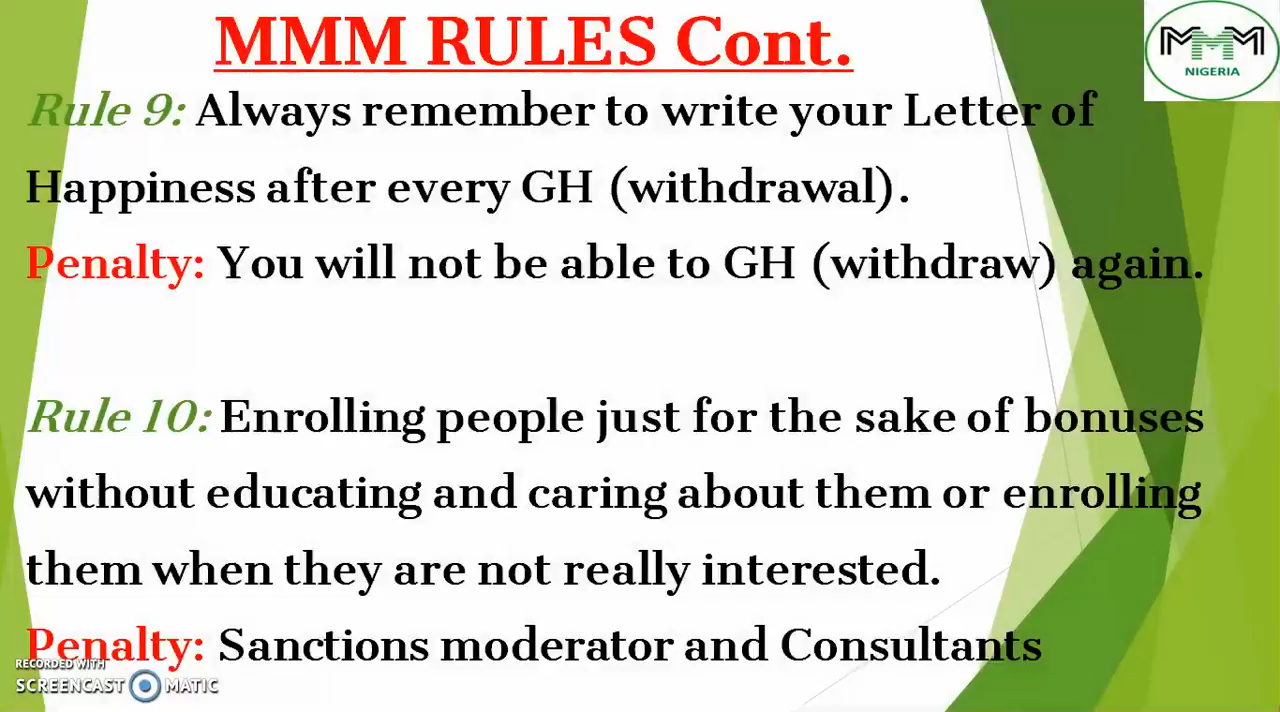 MMM RULES Cont.
MMM
NIGERIA
Rule 9: Always remember to write your Letter of
Happiness after every GH (withdrawal).
Penalty: You will not be able to GH (withdraw) again.
Rule 10: Enrolling people just for the sake of bonuses
without educating and caring about them or enrolling
them when they are not really interested.
Penalty: Sanctions moderator and Consultants
RECORDED WITH
SCREENCAST MATIC